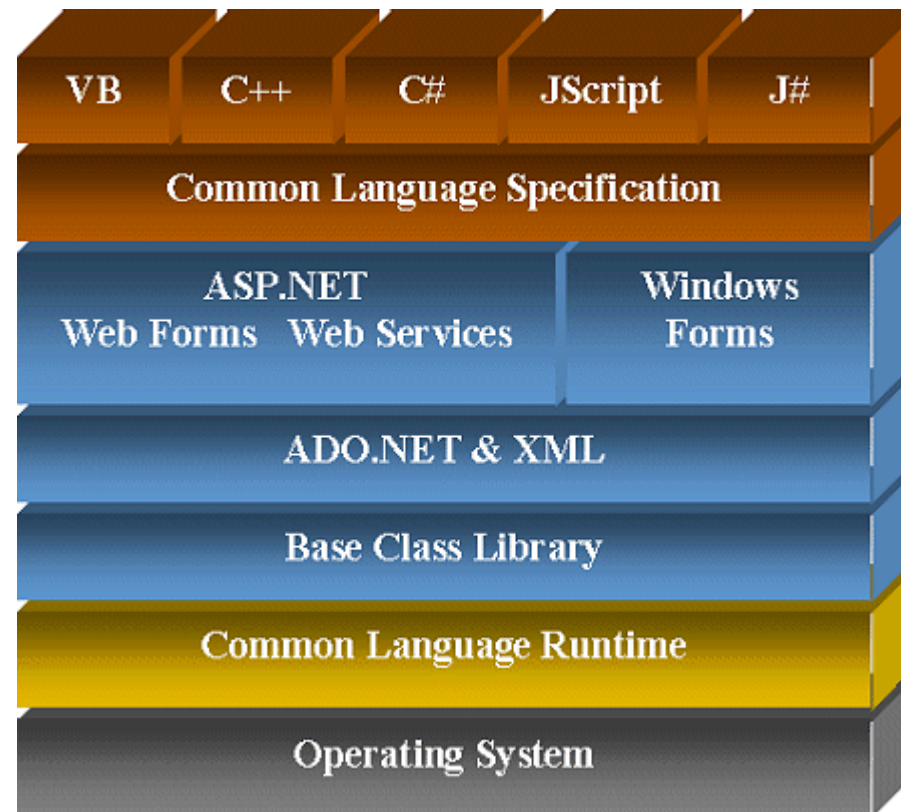 VB C++ C# JScript J#
Common Language Specification
ASP.NET
Web Forms Web Services
Windows
Forms
ADO.NET & XML
Base Class Library
Common Language Runtime
Operating System